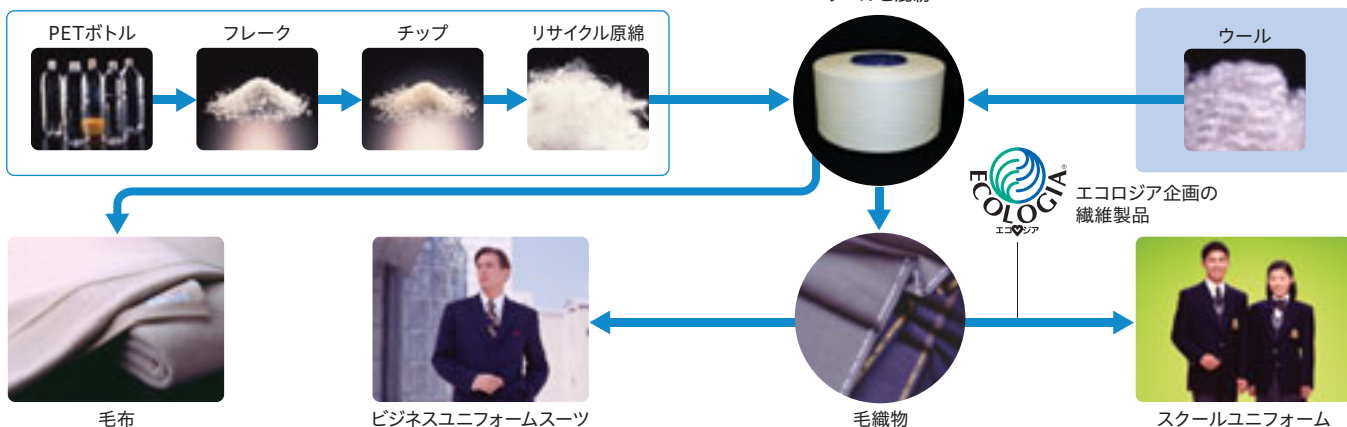 PETボトル
フレーク
チップ
リサイクル原綿
ウール
ECOLOGIA®
エコロジア
エコロジア企画の
繊維製品
毛布
ビジネスユニフォームスーツ
毛織物
スクールユニフォーム